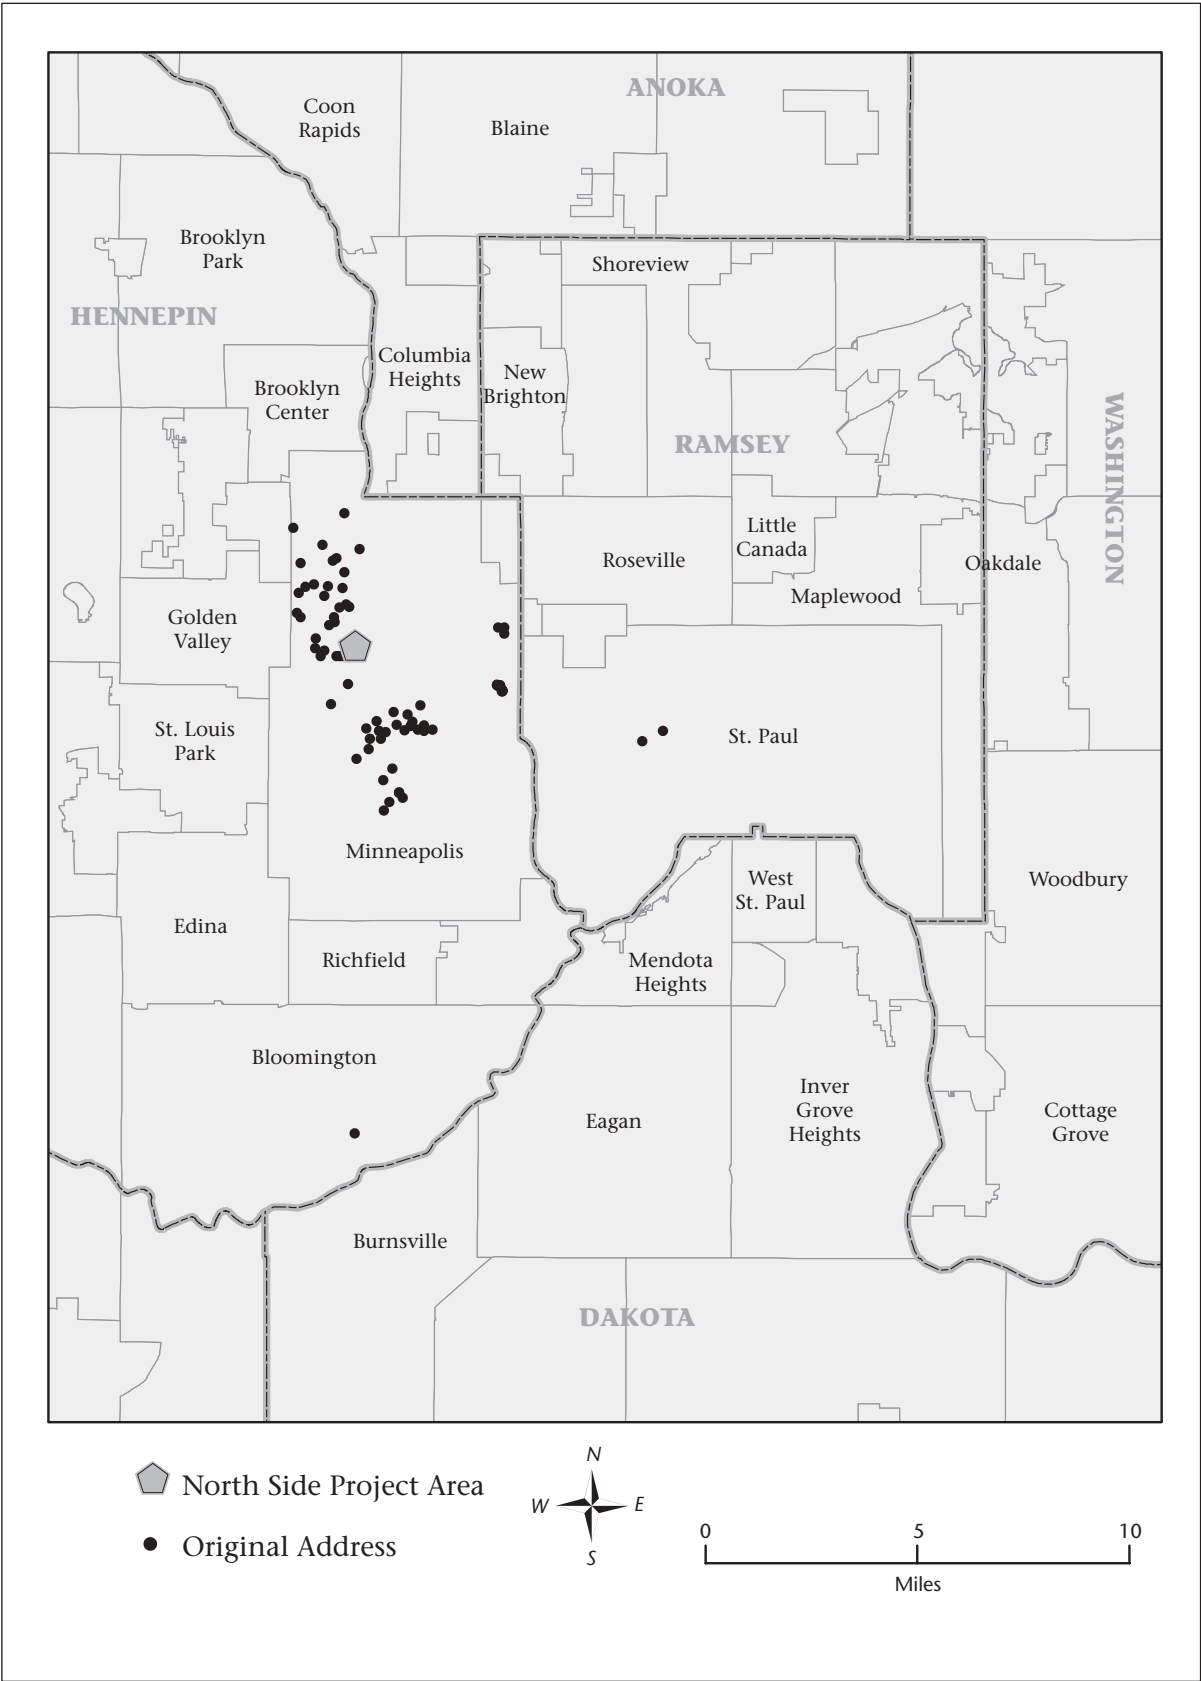 ANOKA
Coon
Rapids
Blaine
Brooklyn
Park
Shoreview
HENNEPIN
Columbia
Heights
New
Brighton
Brooklyn
Center
RAMSEY
WASHINGTON
Little
Canada
Roseville
Oakdale
Maplewood
Golden
Valley
St. Louis
Park
St. Paul
Minneapolis
West
St. Paul
Woodbury
Edina
Richfield
Mendota
Heights
Bloomington
Inver
Grove
Heights
Eagan
Cottage
Grove
Burnsville
DAKOTA
North Side Project Area
Original Address
N
W
E
S
0 5 10
Miles